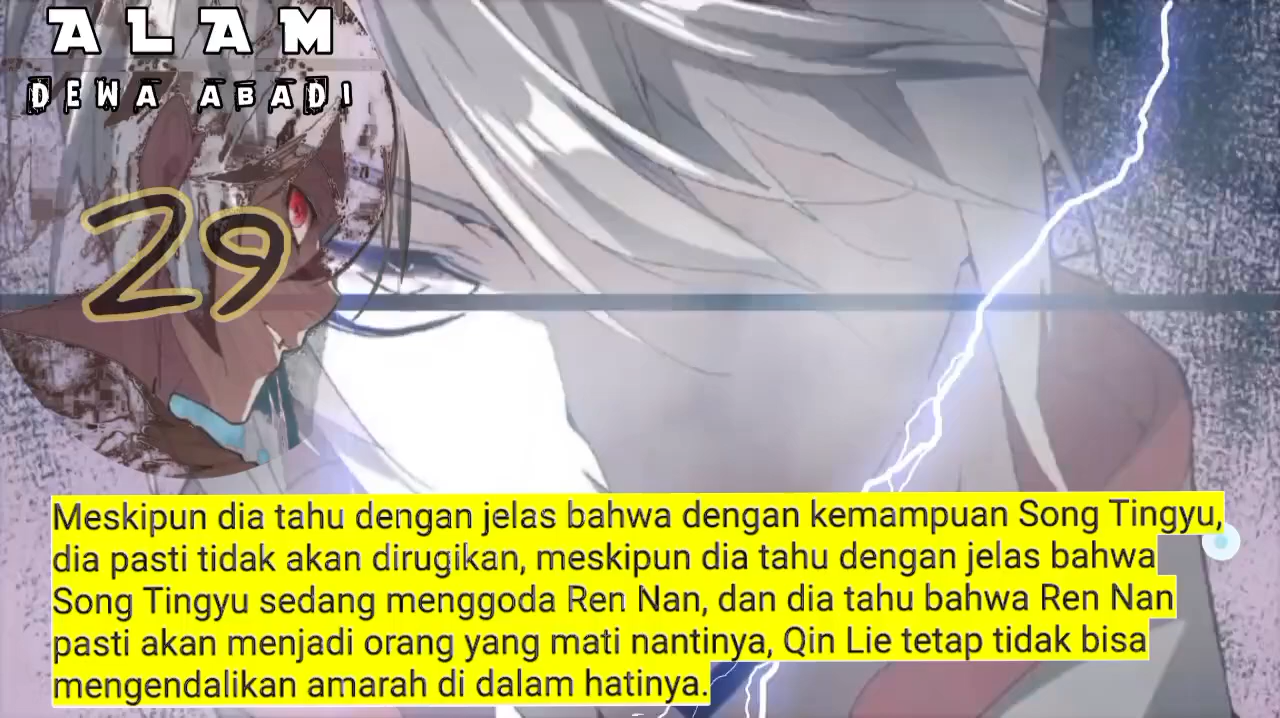 ALAM
DEWA ABADI
29
Meskipun dia tahu dengan jelas bahwa dengan kemampuan Song Tingyu,
dia pasti tidak akan dirugikan, meskipun dia tahu dengan jelas bahwa
Song Tingyu sedang menggoda Ren Nan, dan dia tahu bahwa Ren Nan
pasti akan menjadi orang yang mati nantinya, Qin Lie tetap tidak bisa
mengendalikan amarah di dalam hatinya.